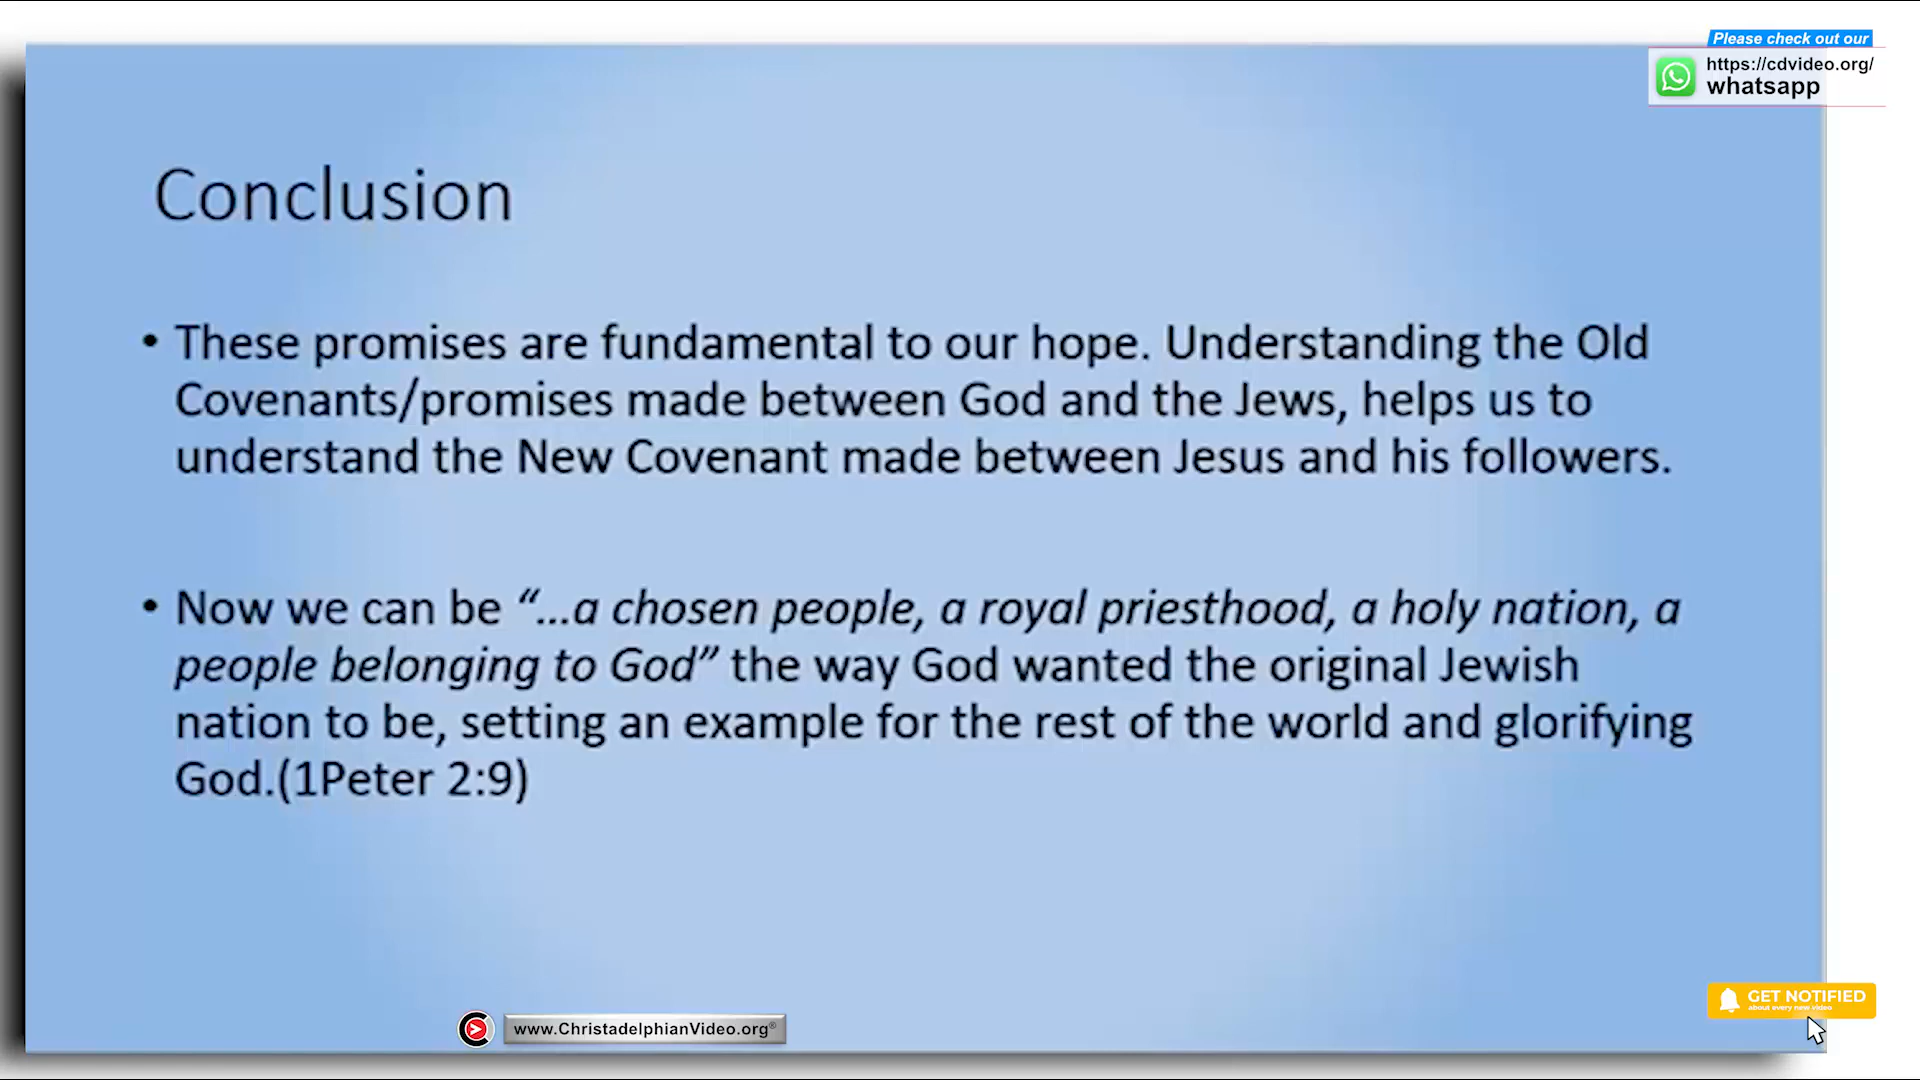 Please check out our
https://cdvideo.org/
whatsapp
Conclusion
• These promises are fundamental to our hope. Understanding the Old
Covenants/promises made between God and the Jews, helps us to
understand the New Covenant made between Jesus and his followers.
• Now we can be “...a chosen people, a royal priesthood, a holy nation, a
people belonging to God” the way God wanted the original Jewish
nation to be, setting an example for the rest of the world and glorifying
God.(1Peter 2:9)
GET NOTIFIED
about every new video
www.ChristadelphianVideo.org®